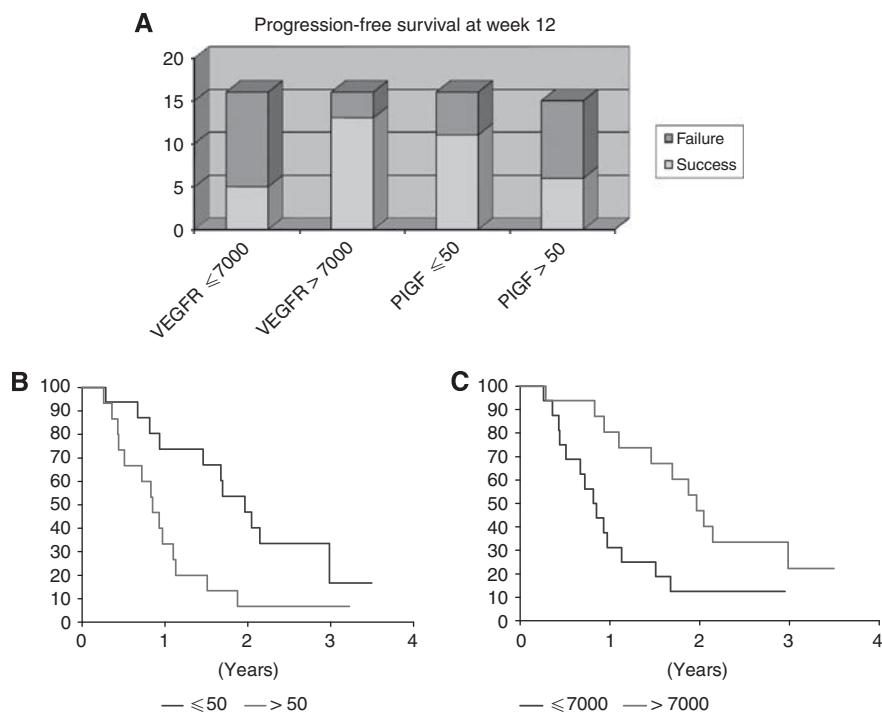 A
Progression-free survival at week 12
20
15
10
5
0
Failure
Success
VEGFR ⩽7000
VEGFR > 7000
PIGF ⩽50
PIGF > 50
B
100
90
80
70
60
50
40
30
20
10
0
0 1 2 3 4
(Years)
⩽50 > 50
C
100
90
80
70
60
50
40
30
20
10
0
0 1 2 3 4
(Years)
⩽7000 > 7000